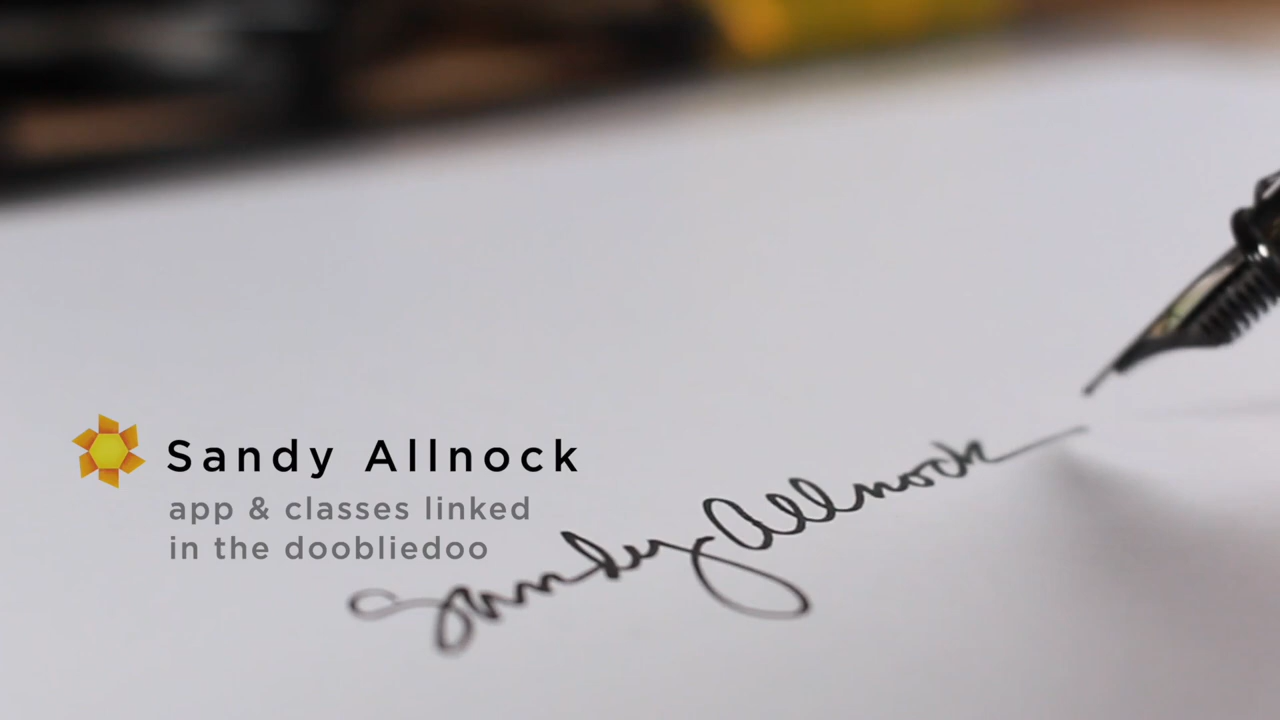 Sandy Allnock
app & classes linked
in the doobliedoo
Sandy Allnock